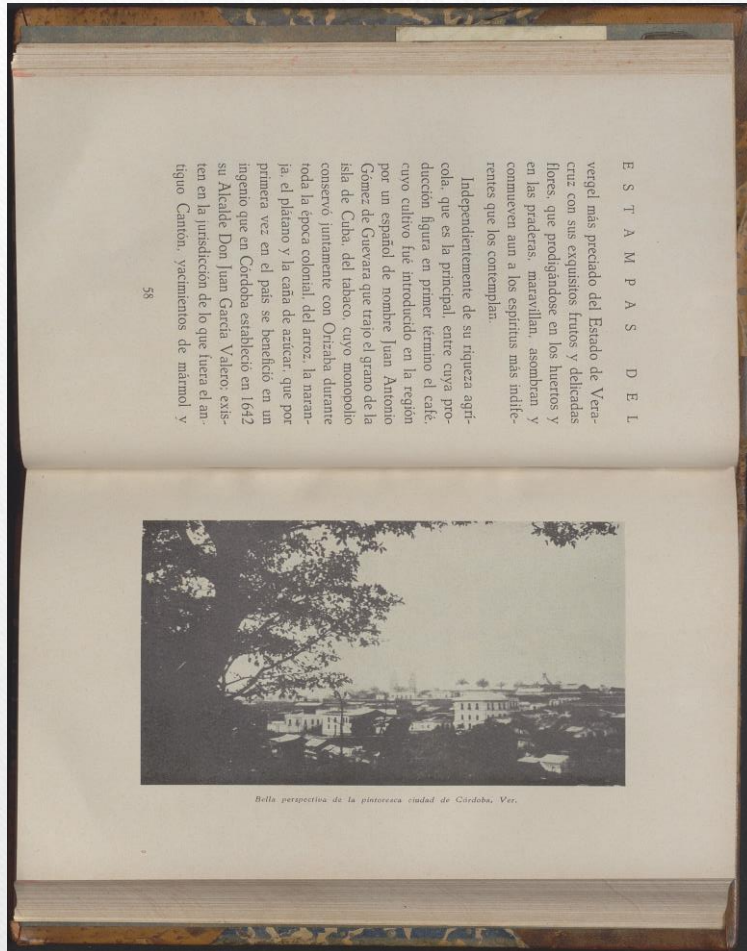 ESTAMPAS DEL
vergel más preciado del Estado de Vera-
cruz con sus exquisitos frutos y delicadas
flores, que prodigándose en los huertos y
en las praderas, maravillan, asombran y
conmueven aun a los espíritus más indife-
rentes que los contemplan.
Independientemente de su riqueza agrí-
cola, que es la principal, entre cuya pro-
ducción figura en primer término el café,
cuyo cultivo fué introducido en la región
por un español de nombre Juan Antonio
Gómez de Guevara que trajo el grano de la
isla de Cuba, del tabaco, cuyo monopolio
conservó juntamente con Orizaba durante
toda la época colonial, del arroz, la naran-
ja, el plátano y la caña de azúcar, que por
primera vez en el país se benefició en un
ingenio que en Córdoba estableció en 1642
su Alcalde Don Juan García Valero; exis-
ten en la jurisdicción de lo que fuera el an-
tiguo Cantón, yacimientos de mármol y
58
Bella perspectiva de la pintoresca ciudad de Córdoba, Ver.